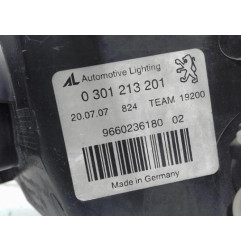 AL Automotive Lighting
0 301 213 201
20.07.07 824 TEAM 19200
9660236180 02
Made in Germany